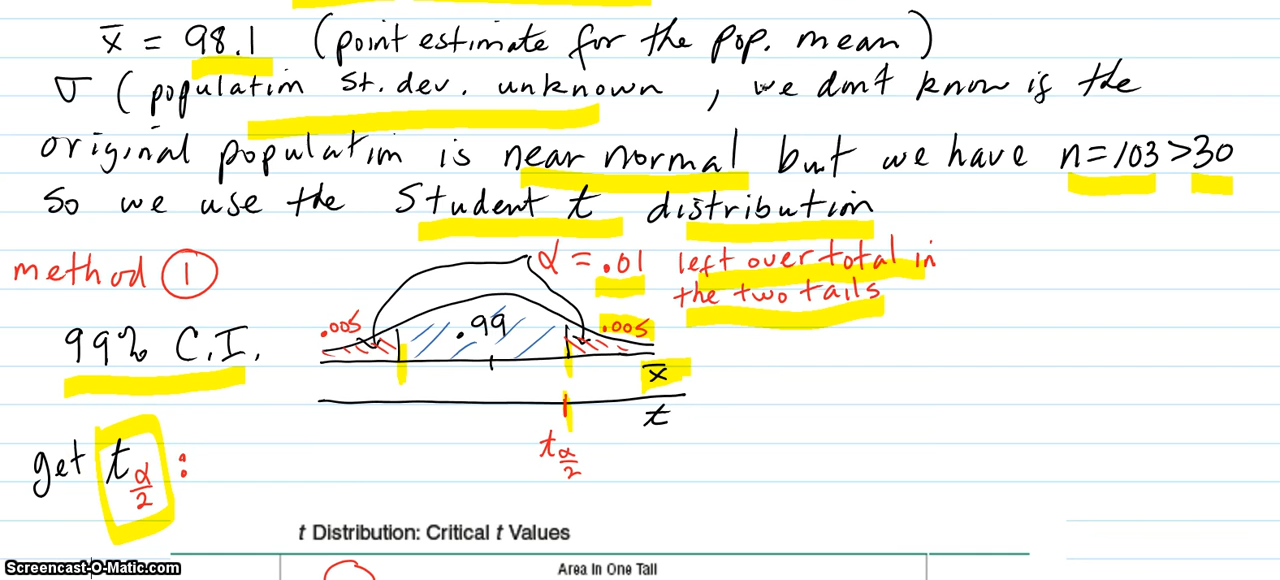 x̄ = 98.1 (point estimate for the pop. mean)
σ (population st. dev. unknown, we don't know if the
original population is near normal but we have n=103>30
so we use the Student t distribution
method ① α = .01 left over total in
the two tails
.005 .99 .005
99% C.I.
x̄
t
get t α/2 : t α/2
t Distribution: Critical t Values
Area In One Tail
Screencast-O-Matic.com